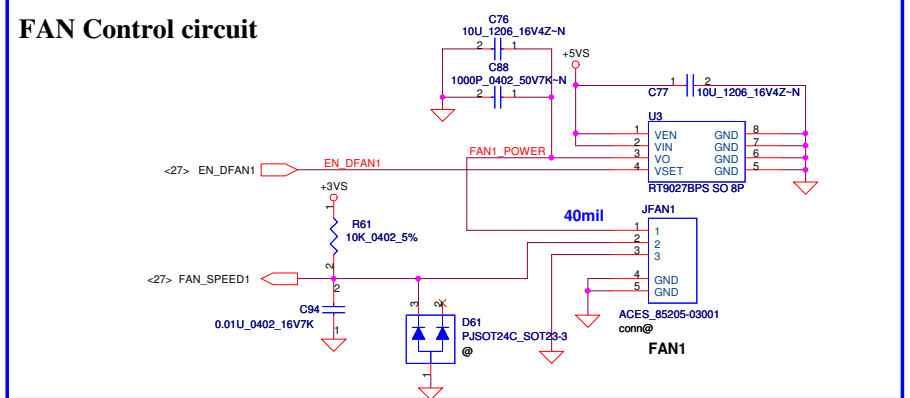 FAN Control circuit
C76
10U_1206_16V4Z~N
2 1
C88
1000P_0402_50V7K~N
2 1
+5VS
1 2
C77 10U_1206_16V4Z~N
U3
1 VEN GND 8
2 VIN GND 7
3 VO GND 6
4 VSET GND 5
RT9027BPS SO 8P
FAN1_POWER
<27> EN_DFAN1 EN_DFAN1
+3VS
1
R61
10K_0402_5%
2
40mil
JFAN1
1 1
2 2
3 3
4 GND
5 GND
ACES_85205-03001
conn@
FAN1
<27> FAN_SPEED1
2
C94
0.01U_0402_16V7K
1
3 2
D61
PJSOT24C_SOT23-3
@
1